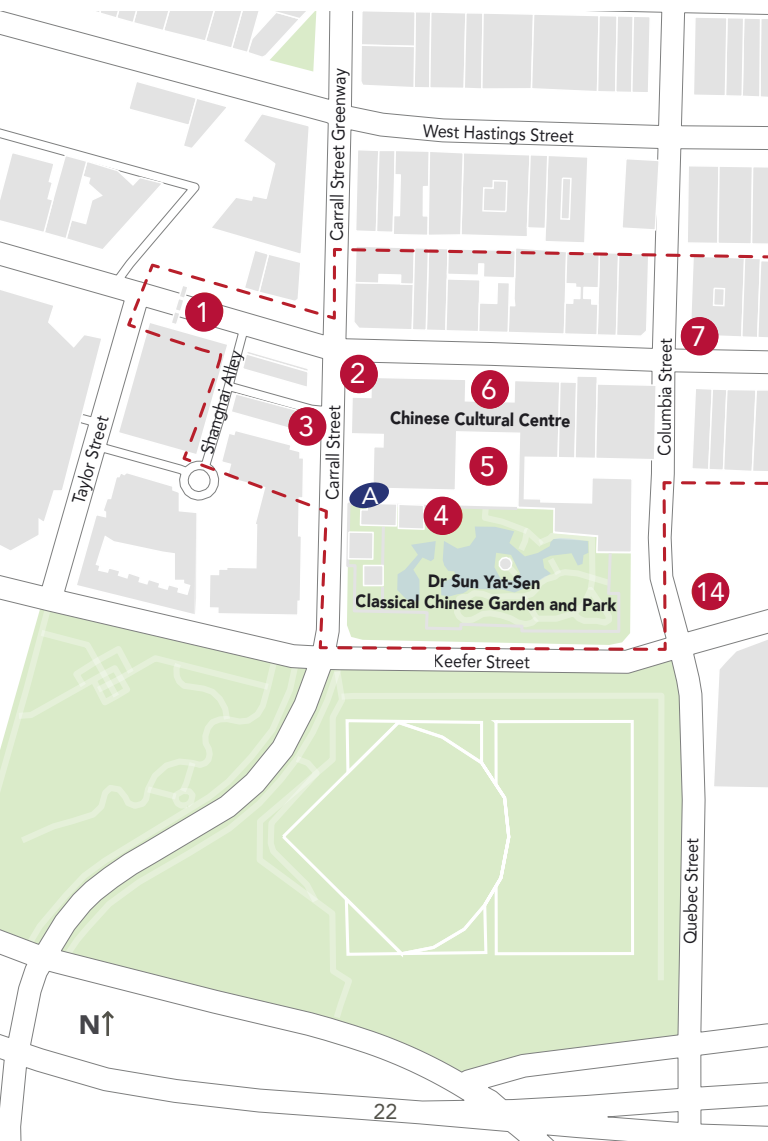 West Hastings Street
Carrall Street Greenway
1
7
2
6
Shanghai Alley
Columbia Street
Chinese Cultural Centre
3
Carrall Street
Taylor Street
5
A
4
Dr Sun Yat-Sen
Classical Chinese Garden and Park
14
Keefer Street
Quebec Street
N↑
22